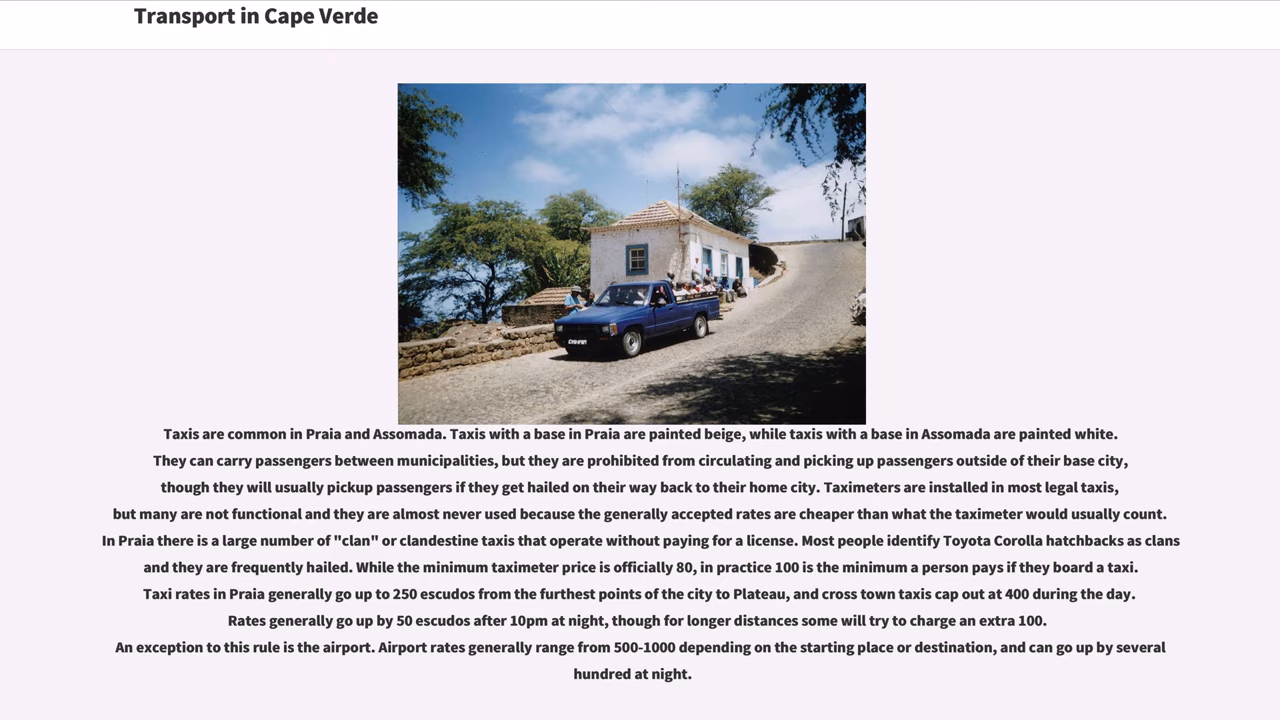 Transport in Cape Verde
Taxis are common in Praia and Assomada. Taxis with a base in Praia are painted beige, while taxis with a base in Assomada are painted white.
They can carry passengers between municipalities, but they are prohibited from circulating and picking up passengers outside of their base city,
though they will usually pickup passengers if they get hailed on their way back to their home city. Taximeters are installed in most legal taxis,
but many are not functional and they are almost never used because the generally accepted rates are cheaper than what the taximeter would usually count.
In Praia there is a large number of "clan" or clandestine taxis that operate without paying for a license. Most people identify Toyota Corolla hatchbacks as clans
and they are frequently hailed. While the minimum taximeter price is officially 80, in practice 100 is the minimum a person pays if they board a taxi.
Taxi rates in Praia generally go up to 250 escudos from the furthest points of the city to Plateau, and cross town taxis cap out at 400 during the day.
Rates generally go up by 50 escudos after 10pm at night, though for longer distances some will try to charge an extra 100.
An exception to this rule is the airport. Airport rates generally range from 500-1000 depending on the starting place or destination, and can go up by several
hundred at night.